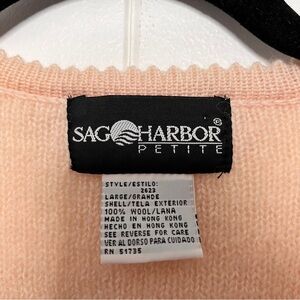 SAG HARBOR®
PETITE
STYLE/ESTILO:
2623
LARGE/GRANDE
SHELL/TELA EXTERIOR
100% WOOL/LANA
MADE IN HONG KONG
HECHO EN HONG KONG
SEE REVERSE FOR CARE
VER AL DORSO PARA CUIDADO
RN 51735